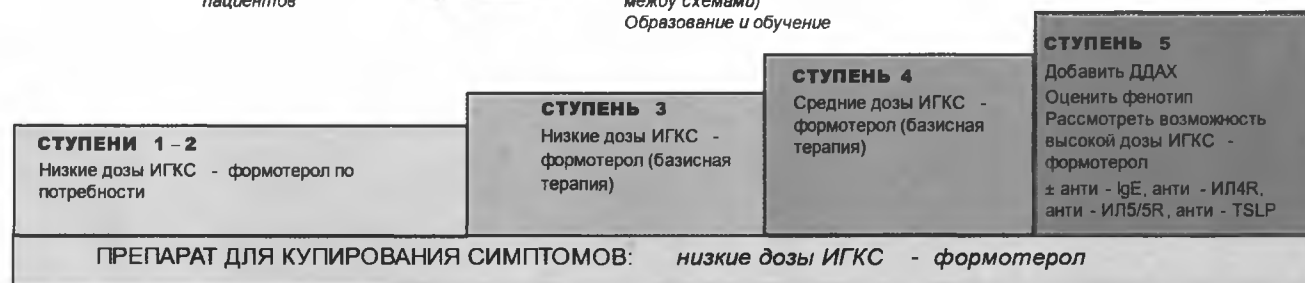 пациентов
между схемами)
Образование и обучение
СТУПЕНИ 1 – 2
Низкие дозы ИГКС - формотерол по
потребности
СТУПЕНЬ 3
Низкие дозы ИГКС -
формотерол (базисная
терапия)
СТУПЕНЬ 4
Средние дозы ИГКС -
формотерол (базисная
терапия)
СТУПЕНЬ 5
Добавить ДДАХ
Оценить фенотип
Рассмотреть возможность
высокой дозы ИГКС -
формотерол
± анти - IgE, анти - ИЛ4R,
анти - ИЛ5/5R, анти - TSLP
ПРЕПАРАТ ДЛЯ КУПИРОВАНИЯ СИМПТОМОВ: низкие дозы ИГКС - формотерол